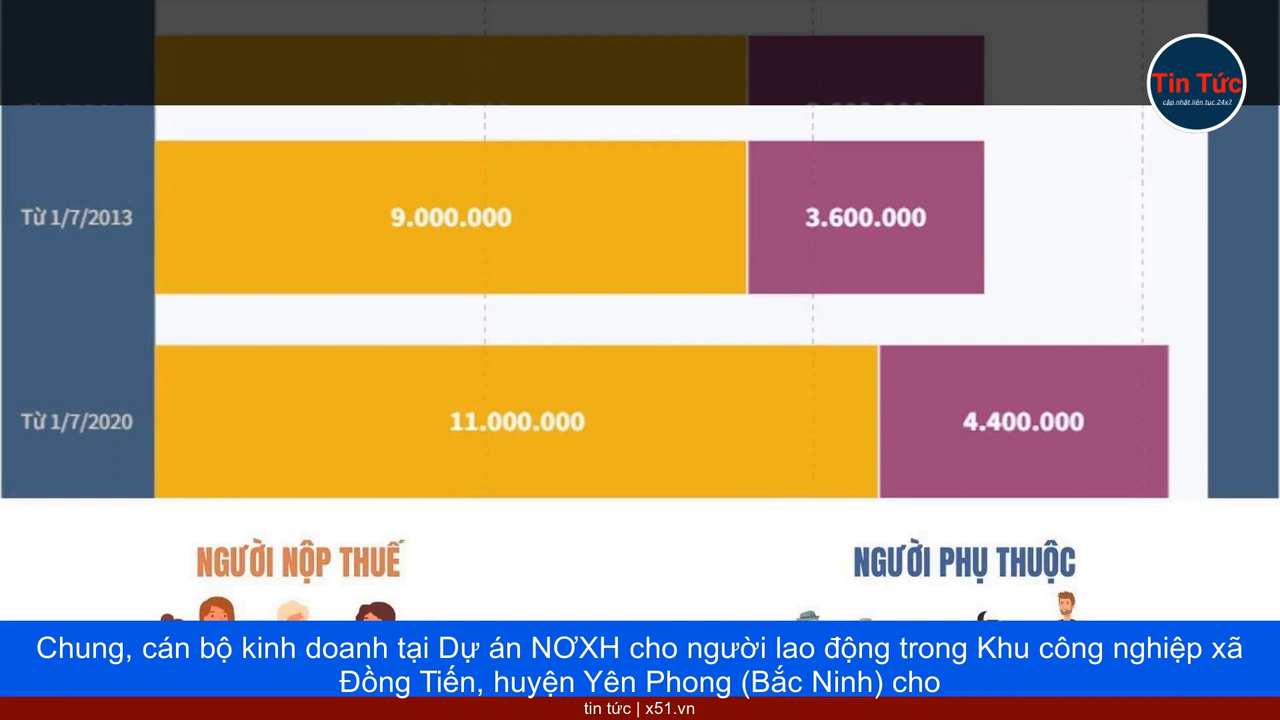 Tin Tức
cập nhật liên tục 24x7
Từ 1/7/2013
9.000.000
3.600.000
Từ 1/7/2020
11.000.000
4.400.000
NGƯỜI NỘP THUẾ
NGƯỜI PHỤ THUỘC
Chung, cán bộ kinh doanh tại Dự án NƠXH cho người lao động trong Khu công nghiệp xã
Đồng Tiến, huyện Yên Phong (Bắc Ninh) cho
tin tức | x51.vn